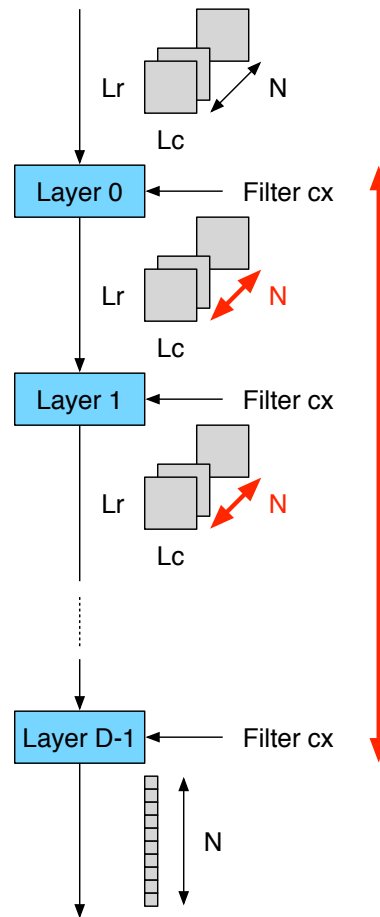 Lr
N
Lc
Layer 0
Filter cx
Lr
N
Lc
Layer 1
Filter cx
Lr
N
Lc
Layer D-1
Filter cx
N